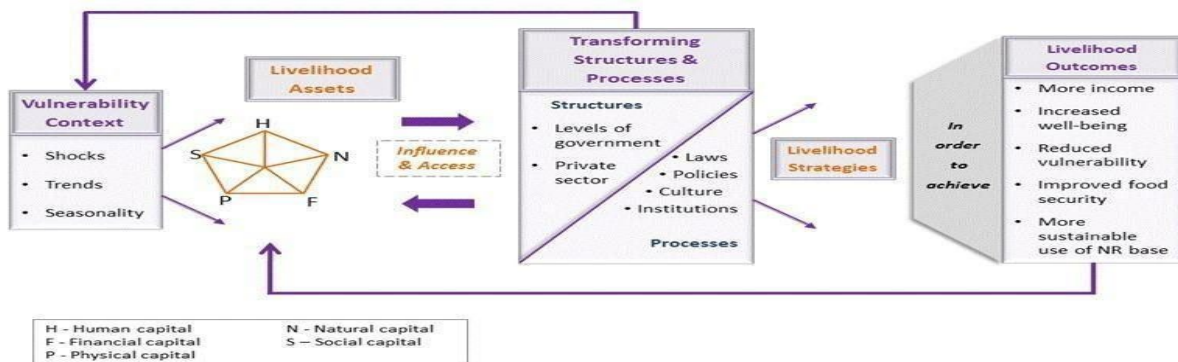 Vulnerability
Context
• Shocks
• Trends
• Seasonality
Livelihood
Assets
H
S
N
P
F
Influence
& Access
Transforming
Structures &
Processes
Structures
• Levels of
government
• Private
sector
• Laws
• Policies
• Culture
• Institutions
Processes
Livelihood
Strategies
In
order
to
achieve
Livelihood
Outcomes
• More income
• Increased
well-being
• Reduced
vulnerability
• Improved food
security
• More
sustainable
use of NR base
H - Human capital
N - Natural capital
F - Financial capital
S – Social capital
P - Physical capital